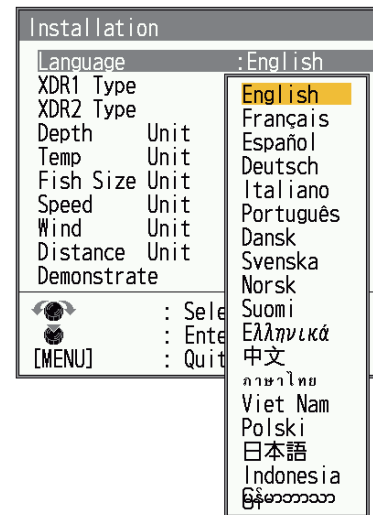 Installation
Language :English
XDR1 Type
XDR2 Type
Depth Unit
Temp Unit
Fish Size Unit
Speed Unit
Wind Unit
Distance Unit
Demonstrate
: Sele
: Ente
[MENU] : Quit
English
Français
Español
Deutsch
Italiano
Português
Dansk
Svenska
Norsk
Suomi
Ελληνικά
中文
ภาษาไทย
Viet Nam
Polski
日本語
Indonesia
မြန်မာဘာသာ